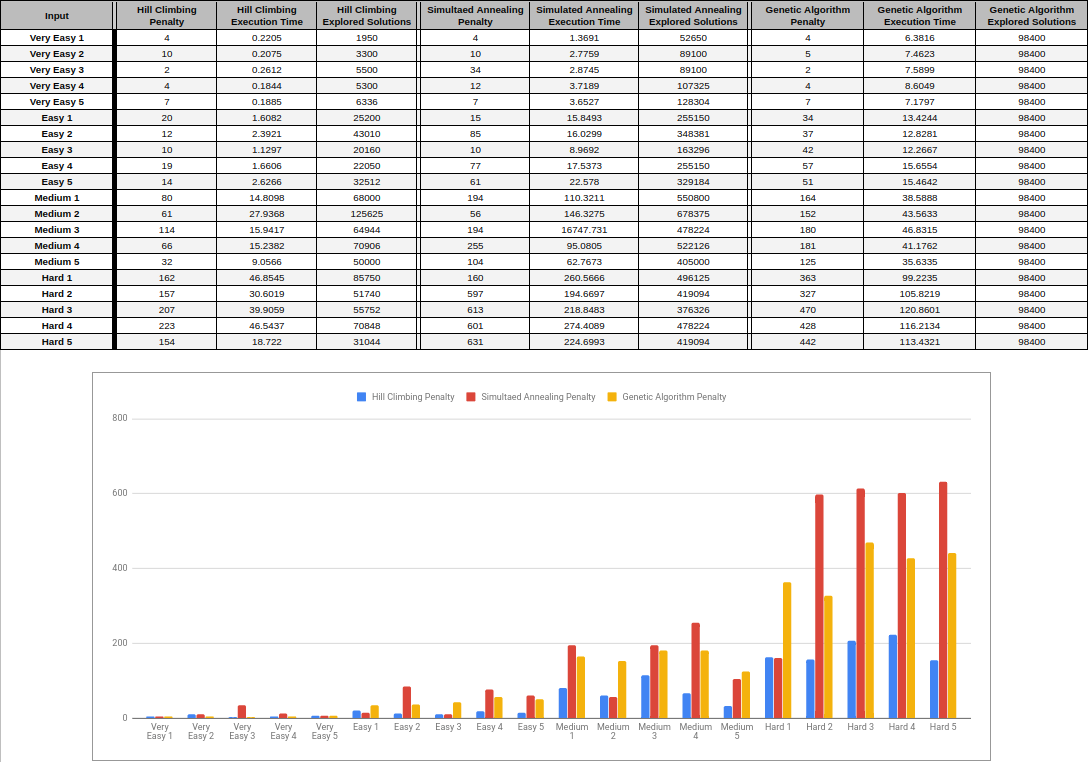 Input Hill Climbing Penalty Hill Climbing Execution Time Hill Climbing Explored Solutions Simultaed Annealing Penalty Simulated Annealing Execution Time Simulated Annealing Explored Solutions Genetic Algorithm Penalty Genetic Algorithm Execution Time Genetic Algorithm Explored Solutions
Very Easy 1 4 0.2205 1950 4 1.3691 52650 4 6.3816 98400
Very Easy 2 10 0.2075 3300 10 2.7759 89100 5 7.4623 98400
Very Easy 3 2 0.2612 5500 34 2.8745 89100 2 7.5899 98400
Very Easy 4 4 0.1844 5300 12 3.7189 107325 4 8.6049 98400
Very Easy 5 7 0.1885 6336 7 3.6527 128304 7 7.1797 98400
Easy 1 20 1.6082 25200 15 15.8493 255150 34 13.4244 98400
Easy 2 12 2.3921 43010 85 16.0299 348381 37 12.8281 98400
Easy 3 10 1.1297 20160 10 8.9692 163296 42 12.2667 98400
Easy 4 19 1.6606 22050 77 17.5373 255150 57 15.6554 98400
Easy 5 14 2.6266 32512 61 22.578 329184 51 15.4642 98400
Medium 1 80 14.8098 68000 194 110.3211 550800 164 38.5888 98400
Medium 2 61 27.9368 125625 56 146.3275 678375 152 43.5633 98400
Medium 3 114 15.9417 64944 194 16747.731 478224 180 46.8315 98400
Medium 4 66 15.2382 70906 255 95.0805 522126 181 41.1762 98400
Medium 5 32 9.0566 50000 104 62.7673 405000 125 35.6335 98400
Hard 1 162 46.8545 85750 160 260.5666 496125 363 99.2235 98400
Hard 2 157 30.6019 51740 597 194.6697 419094 327 105.8219 98400
Hard 3 207 39.9059 55752 613 218.8483 376326 470 120.8601 98400
Hard 4 223 46.5437 70848 601 274.4089 478224 428 116.2134 98400
Hard 5 154 18.722 31044 631 224.6993 419094 442 113.4321 98400
Hill Climbing Penalty Simultaed Annealing Penalty Genetic Algorithm Penalty
800
600
400
200
0
Very Easy 1 Very Easy 2 Very Easy 3 Very Easy 4 Very Easy 5 Easy 1 Easy 2 Easy 3 Easy 4 Easy 5 Medium 1 Medium 2 Medium 3 Medium 4 Medium 5 Hard 1 Hard 2 Hard 3 Hard 4 Hard 5